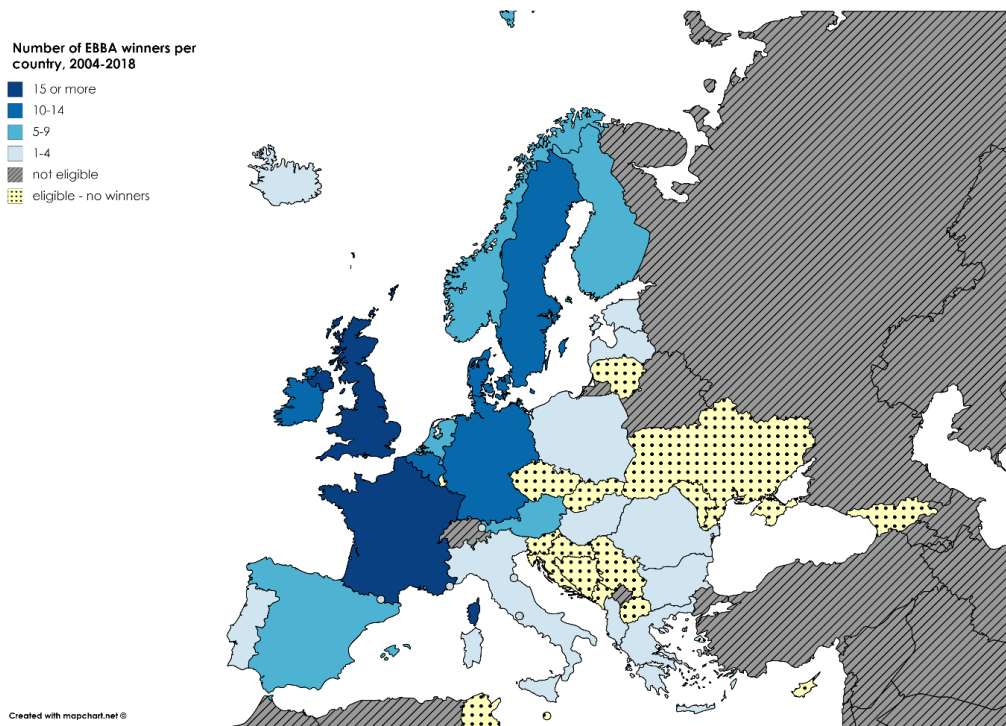 Number of EBBA winners per
country, 2004-2018
15 or more
10-14
5-9
1-4
not eligible
eligible - no winners
Created with mapchart.net ©